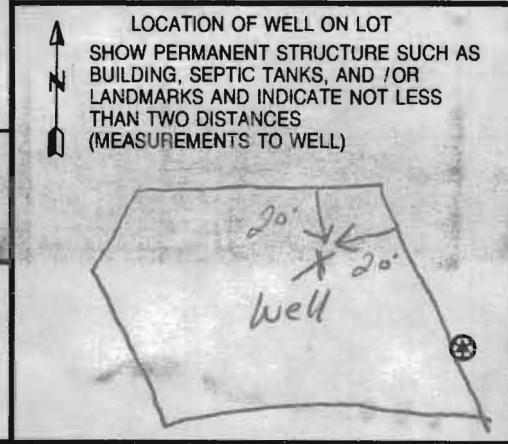 LOCATION OF WELL ON LOT
SHOW PERMANENT STRUCTURE SUCH AS
BUILDING, SEPTIC TANKS, AND /OR
LANDMARKS AND INDICATE NOT LESS
THAN TWO DISTANCES
(MEASUREMENTS TO WELL)
N
20'
X 20'
Well